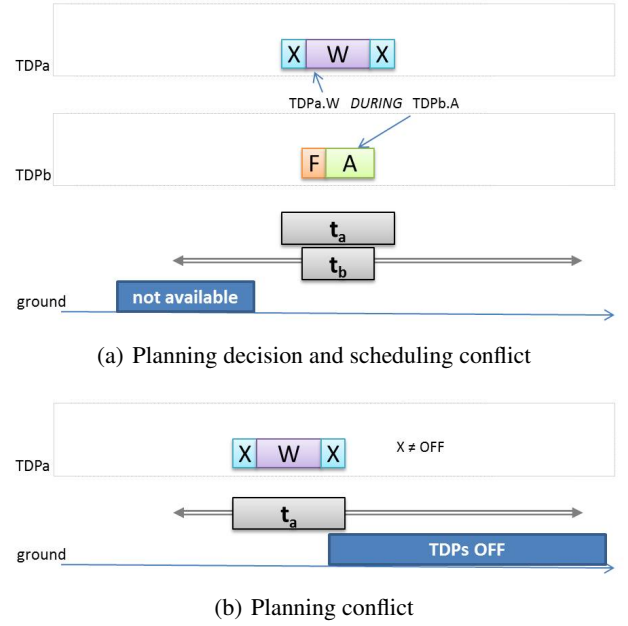 X W X
TDPa
TDPa.W DURING TDPb.A
F A
TDPb
ta
tb
not available
ground
(a) Planning decision and scheduling conflict
X W X
X ≠ OFF
TDPa
ta
TDPs OFF
ground
(b) Planning conflict